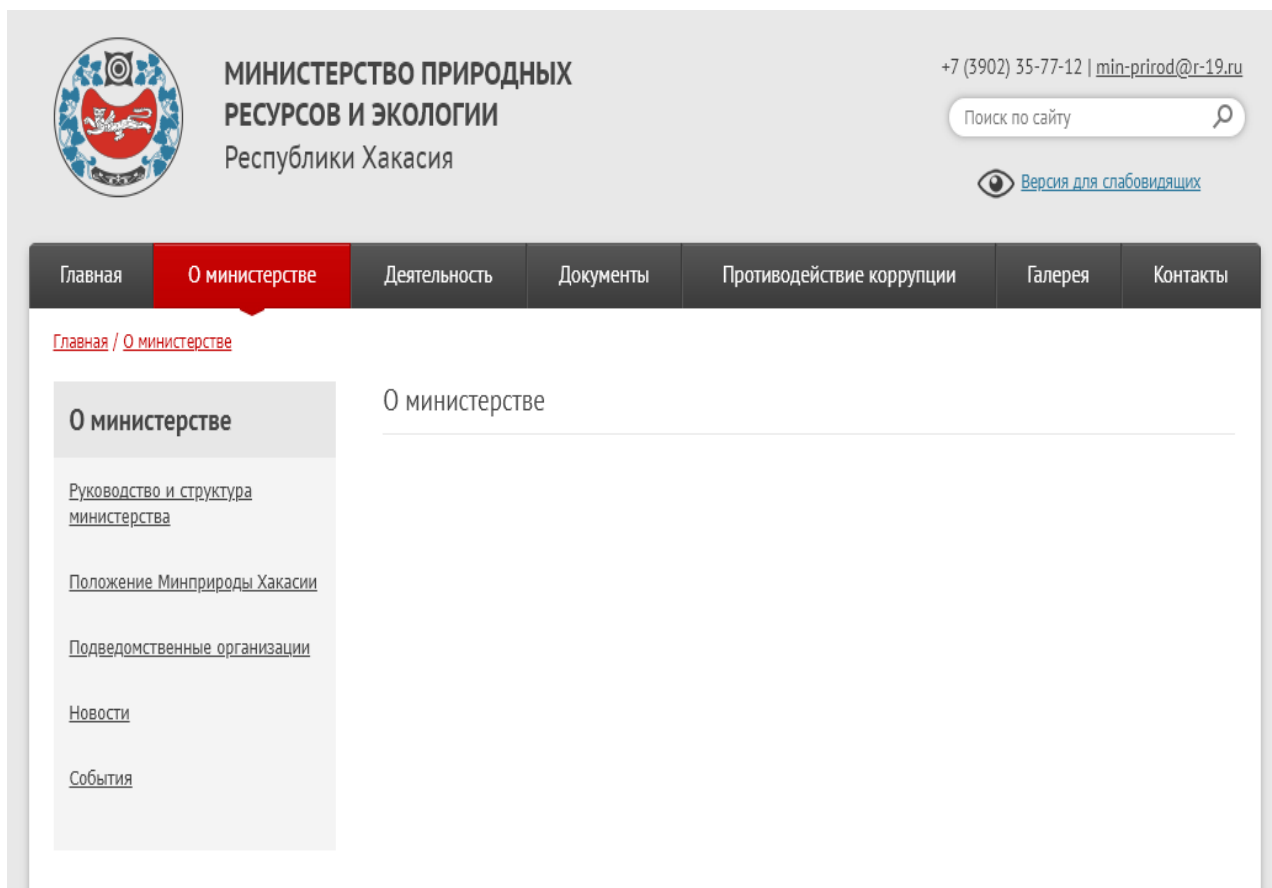 МИНИСТЕРСТВО ПРИРОДНЫХ
РЕСУРСОВ И ЭКОЛОГИИ
Республики Хакасия
+7 (3902) 35-77-12 | min-prirod@r-19.ru
Поиск по сайту
Версия для слабовидящих
Главная О министерстве Деятельность Документы Противодействие коррупции Галерея Контакты
Главная / О министерстве
О министерстве
Руководство и структура
министерства
Положение Минприроды Хакасии
Подведомственные организации
Новости
События
О министерстве